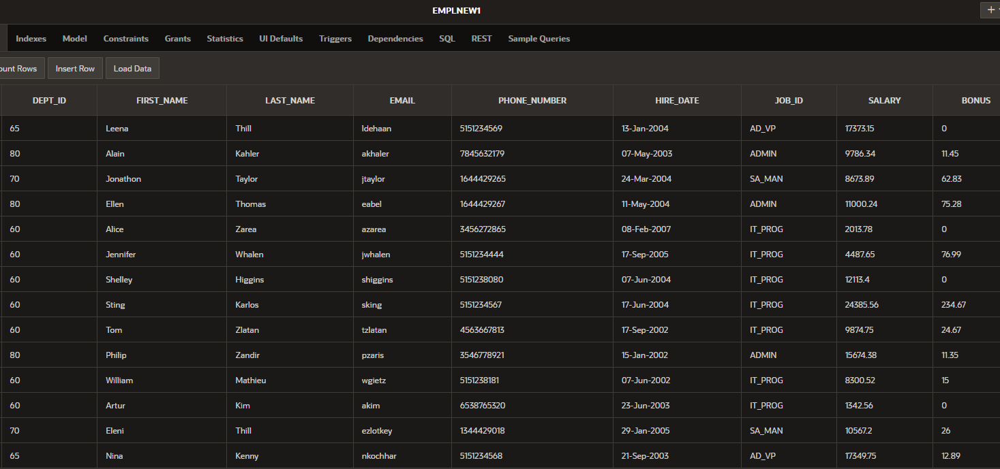 EMPLNEW1
+
Indexes Model Constraints Grants Statistics UI Defaults Triggers Dependencies SQL REST Sample Queries
ount Rows Insert Row Load Data
DEPT_ID FIRST_NAME LAST_NAME EMAIL PHONE_NUMBER HIRE_DATE JOB_ID SALARY BONUS
65 Leena Thill ldehaan 5151234569 13-Jan-2004 AD_VP 17373.15 0
80 Alain Kahler akhaler 7845632179 07-May-2003 ADMIN 9786.34 11.45
70 Jonathon Taylor jtaylor 1644429265 24-Mar-2004 SA_MAN 8673.89 62.83
80 Ellen Thomas eabel 1644429267 11-May-2004 ADMIN 11000.24 75.28
60 Alice Zarea azarea 3456272865 08-Feb-2007 IT_PROG 2013.78 0
60 Jennifer Whalen jwhalen 5151234444 17-Sep-2005 IT_PROG 4487.65 76.99
60 Shelley Higgins shiggins 5151238080 07-Jun-2004 IT_PROG 12113.4 0
60 Sting Karlos sking 5151234567 17-Jun-2004 IT_PROG 24385.56 234.67
60 Tom Zlatan tzlatan 4563667813 17-Sep-2002 IT_PROG 9874.75 24.67
80 Philip Zandir pzaris 3546778921 15-Jan-2002 ADMIN 15674.38 11.35
60 William Mathieu wgietz 5151238181 07-Jun-2002 IT_PROG 8300.52 15
60 Artur Kim akim 6538765320 23-Jun-2003 IT_PROG 1342.56 0
70 Eleni Thill ezlotkey 1344429018 29-Jan-2005 SA_MAN 10567.2 26
65 Nina Kenny nkochhar 5151234568 21-Sep-2003 AD_VP 17349.75 12.89